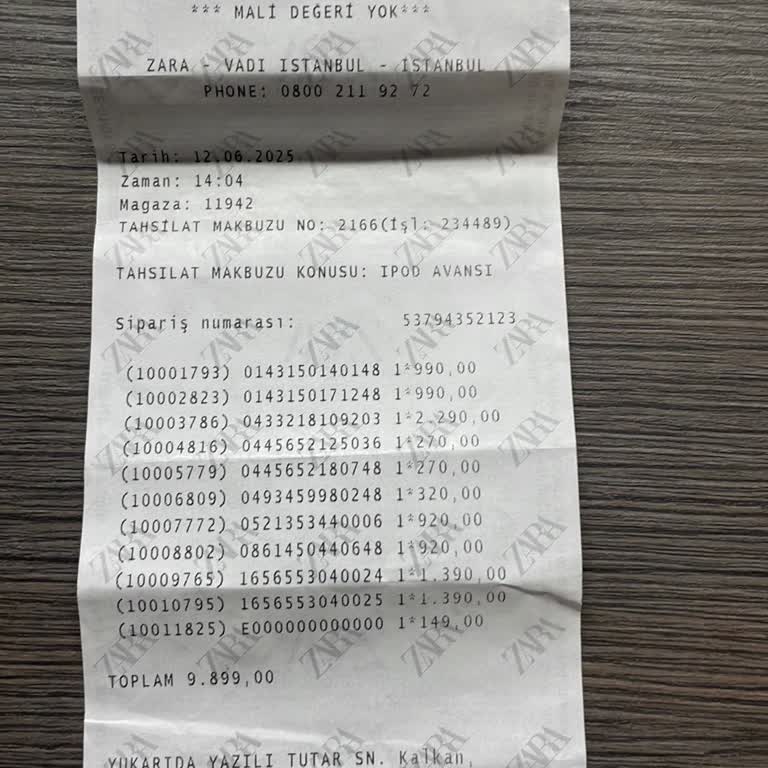 *** MALİ DEĞERİ YOK***
ZARA - VADI ISTANBUL - İSTANBUL
PHONE: 0800 211 92 72
Tarih: 12.06.2025
Zaman: 14:04
Magaza: 11942
TAHSİLAT MAKBUZU NO: 2166(İşl: 234489)
TAHSILAT MAKBUZU KONUSU: IPOD AVANSI
Sipariş numarası: 53794352123
(10001793) 0143150140148 1*990,00
(10002823) 0143150171248 1*990,00
(10003786) 0433218109203 1*2.290,00
(10004816) 0445652125036 1*270,00
(10005779) 0445652180748 1*270,00
(10006809) 0493459980248 1*320,00
(10007772) 0521353440006 1*920,00
(10008802) 0861450440648 1*920,00
(10009765) 1656553040024 1*1.390,00
(10010795) 1656553040025 1*1.390,00
(10011825) E000000000000 1*149,00
TOPLAM 9.899,00
YUKARIDA YAZILI TUTAR SN. Kalkan,